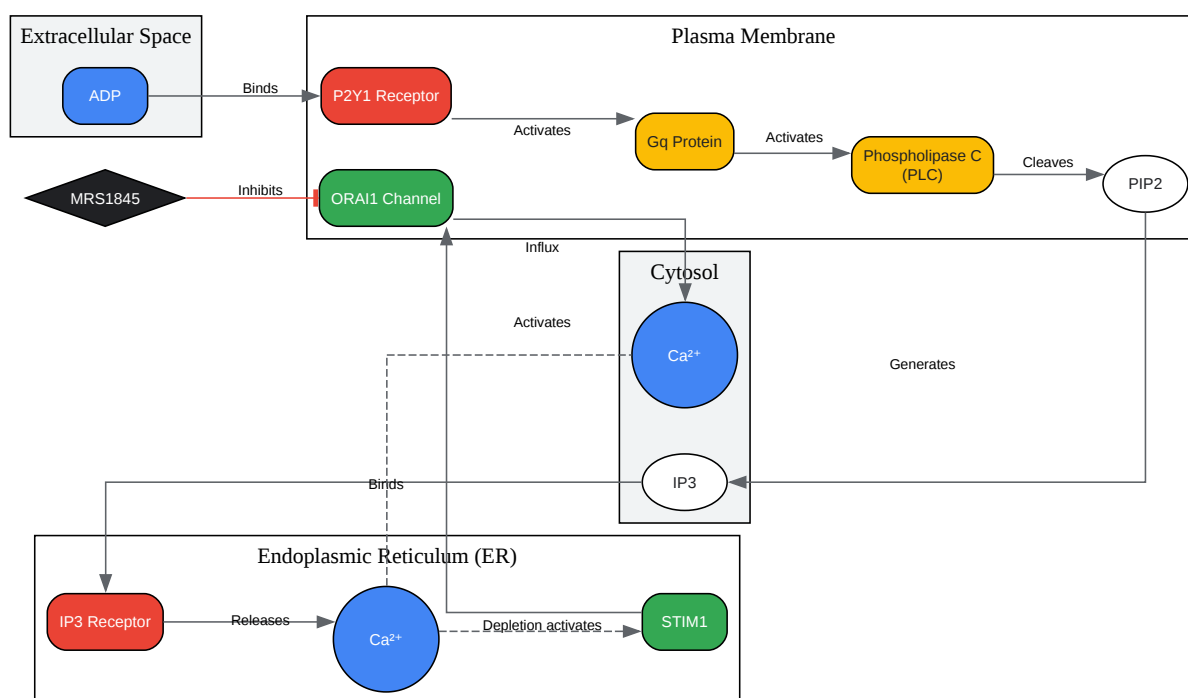 Extracellular Space
Plasma Membrane
ADP
Binds
P2Y1 Receptor
Activates
Gq Protein
Activates
Phospholipase C
(PLC)
Cleaves
PIP2
MRS1845
Inhibits
ORAI1 Channel
Influx
Cytosol
Activates
Ca²⁺
Generates
Binds
IP3
Endoplasmic Reticulum (ER)
IP3 Receptor
Releases
Ca²⁺
Depletion activates
STIM1